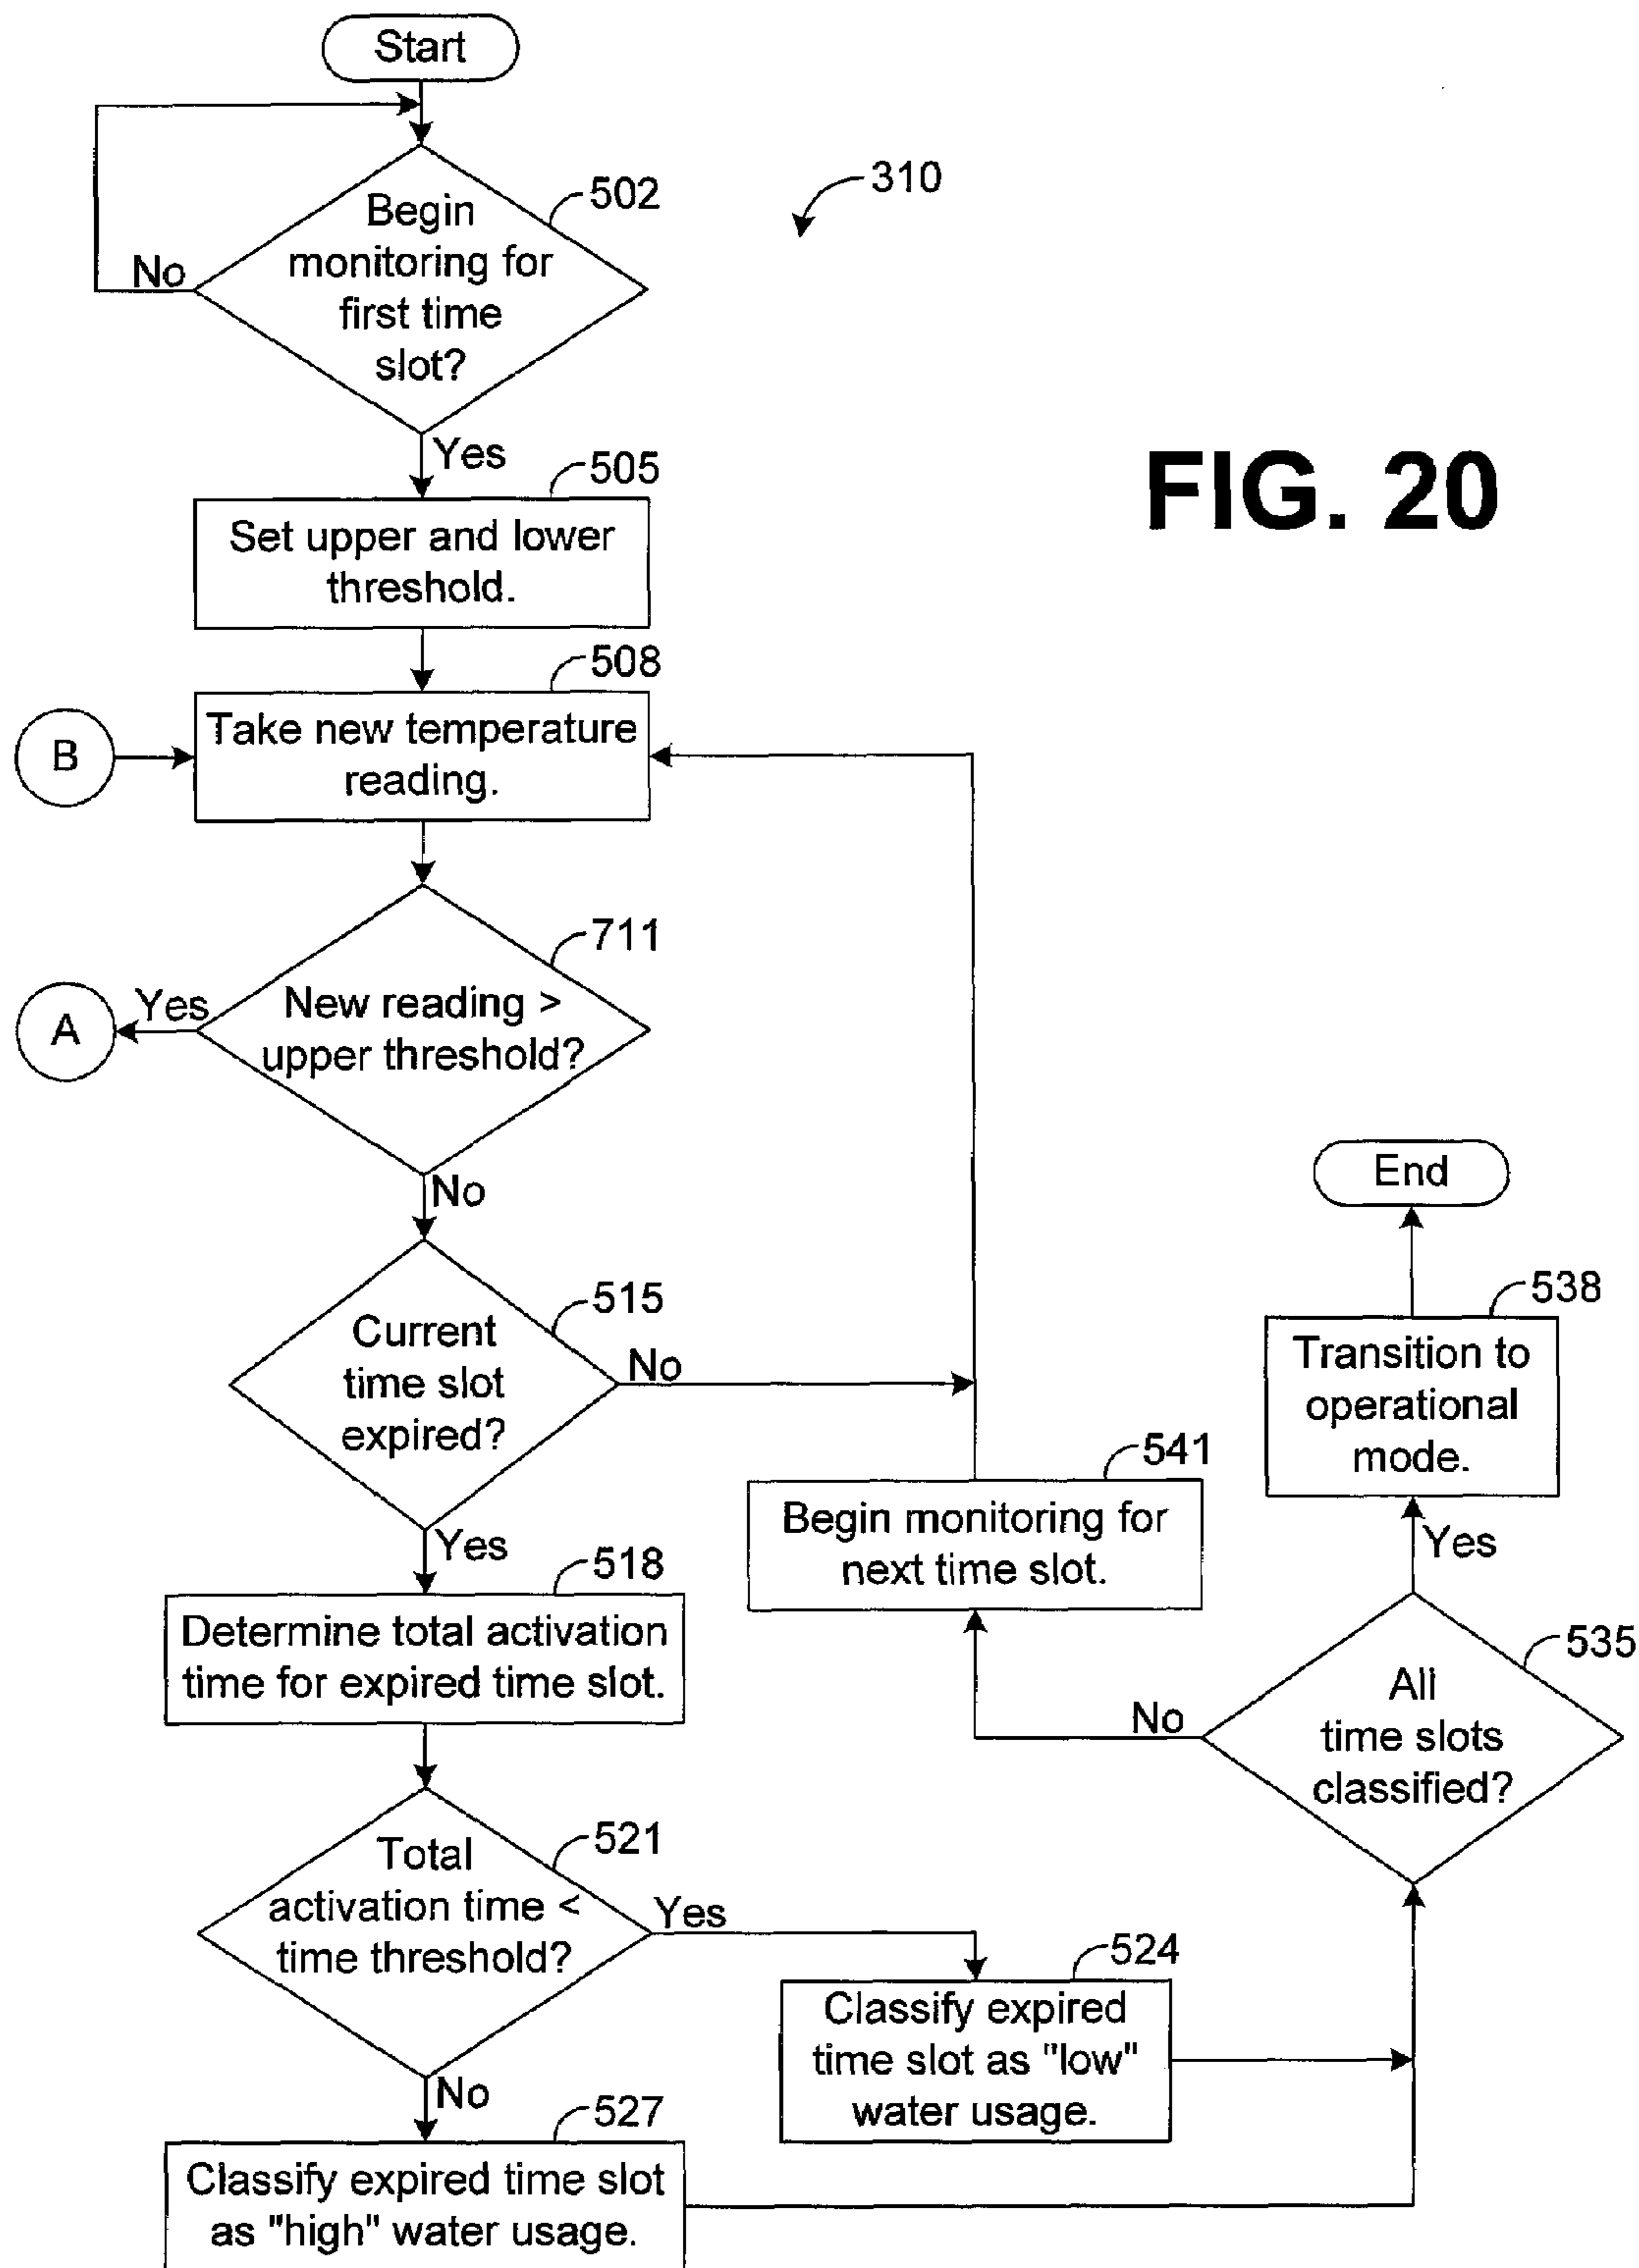 Start
310
502
Begin
monitoring for
first time
slot?
No
Yes
FIG. 20
505
Set upper and lower
threshold.
508
B
Take new temperature
reading.
711
A
Yes
New reading >
upper threshold?
No
515
Current
time slot
expired?
No
Yes
End
538
Transition to
operational
mode.
541
Begin monitoring for
next time slot.
Yes
518
Determine total activation
time for expired time slot.
535
All
time slots
classified?
No
521
Total
activation time <
time threshold?
Yes
No
524
Classify expired
time slot as "low"
water usage.
527
Classify expired time slot
as "high" water usage.